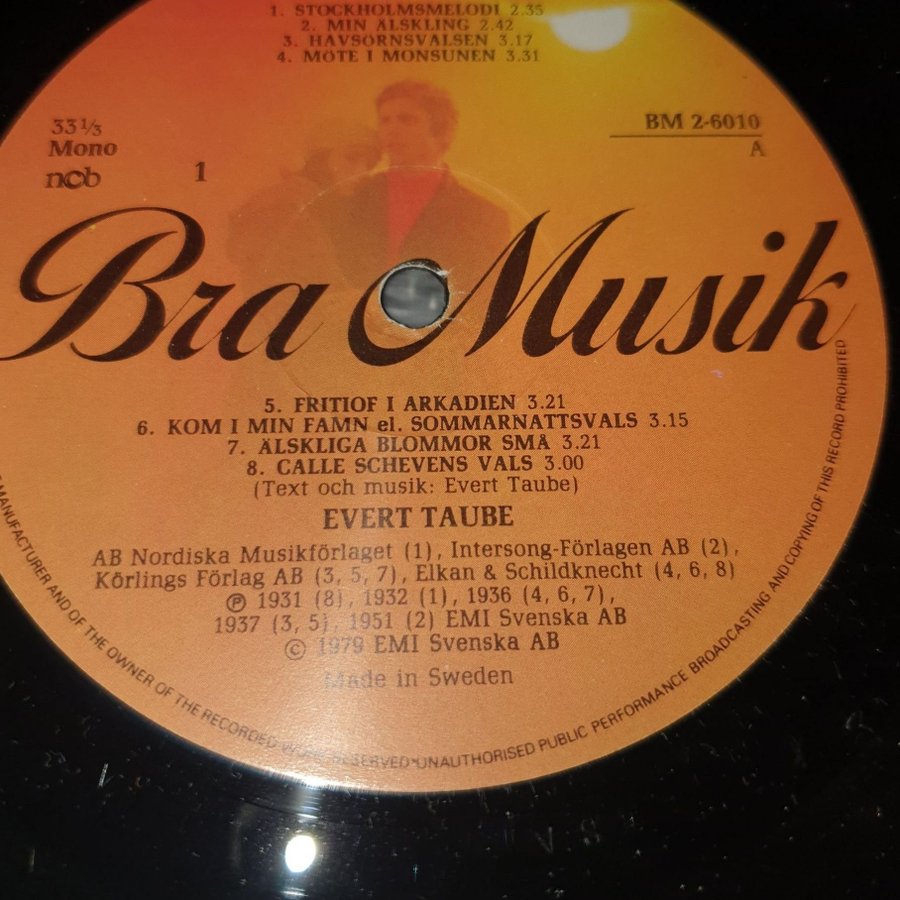 1. STOCKHOLMSMELODI 2.35
2. MIN ÄLSKLING 2.42
3. HAVSÖRNSVALSEN 3.17
4. MÖTE I MONSUNEN 3.31
33 1/3
Mono
ncb
1
BM 2-6010
A
Bra Musik
5. FRITIOF I ARKADIEN 3.21
6. KOM I MIN FAMN el. SOMMARNATTSVALS 3.15
7. ÄLSKLIGA BLOMMOR SMÅ 3.21
8. CALLE SCHEVENS VALS 3.00
(Text och musik: Evert Taube)
EVERT TAUBE
AB Nordiska Musikförlaget (1), Intersong-Förlagen AB (2),
Körlings Förlag AB (3, 5, 7), Elkan & Schildknecht (4, 6, 8)
℗ 1931 (8), 1932 (1), 1936 (4, 6, 7),
1937 (3, 5), 1951 (2) EMI Svenska AB
© 1979 EMI Svenska AB
Made in Sweden
MANUFACTURER AND OF THE OWNER OF THE RECORDED WORK RESERVED·UNAUTHORISED PUBLIC PERFORMANCE BROADCASTING AND COPYING OF THIS RECORD PROHIBITED